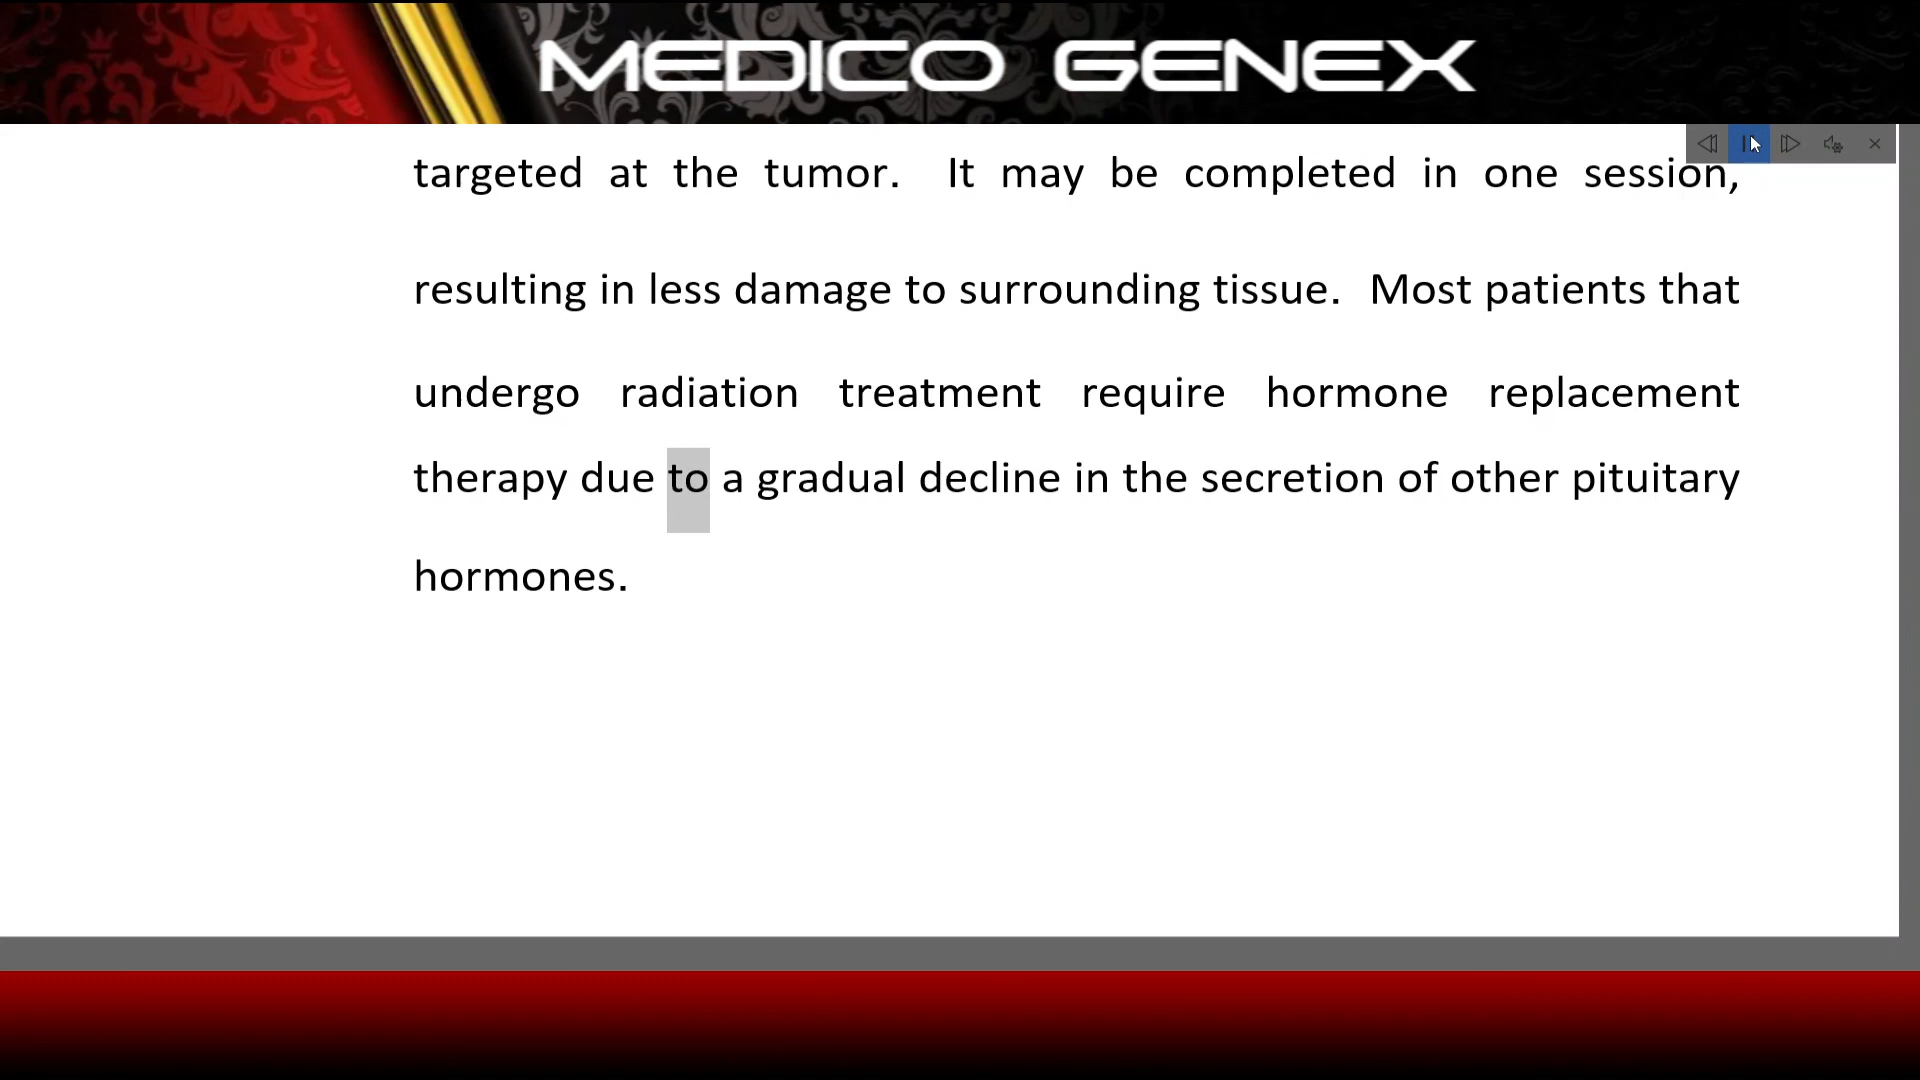 MEDICO GENEX
targeted at the tumor. It may be completed in one session,
resulting in less damage to surrounding tissue. Most patients that
undergo radiation treatment require hormone replacement
therapy due to a gradual decline in the secretion of other pituitary
hormones.